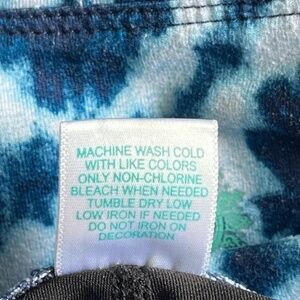 MACHINE WASH COLD
WITH LIKE COLORS
ONLY NON-CHLORINE
BLEACH WHEN NEEDED
TUMBLE DRY LOW
LOW IRON IF NEEDED
DO NOT IRON ON
DECORATION